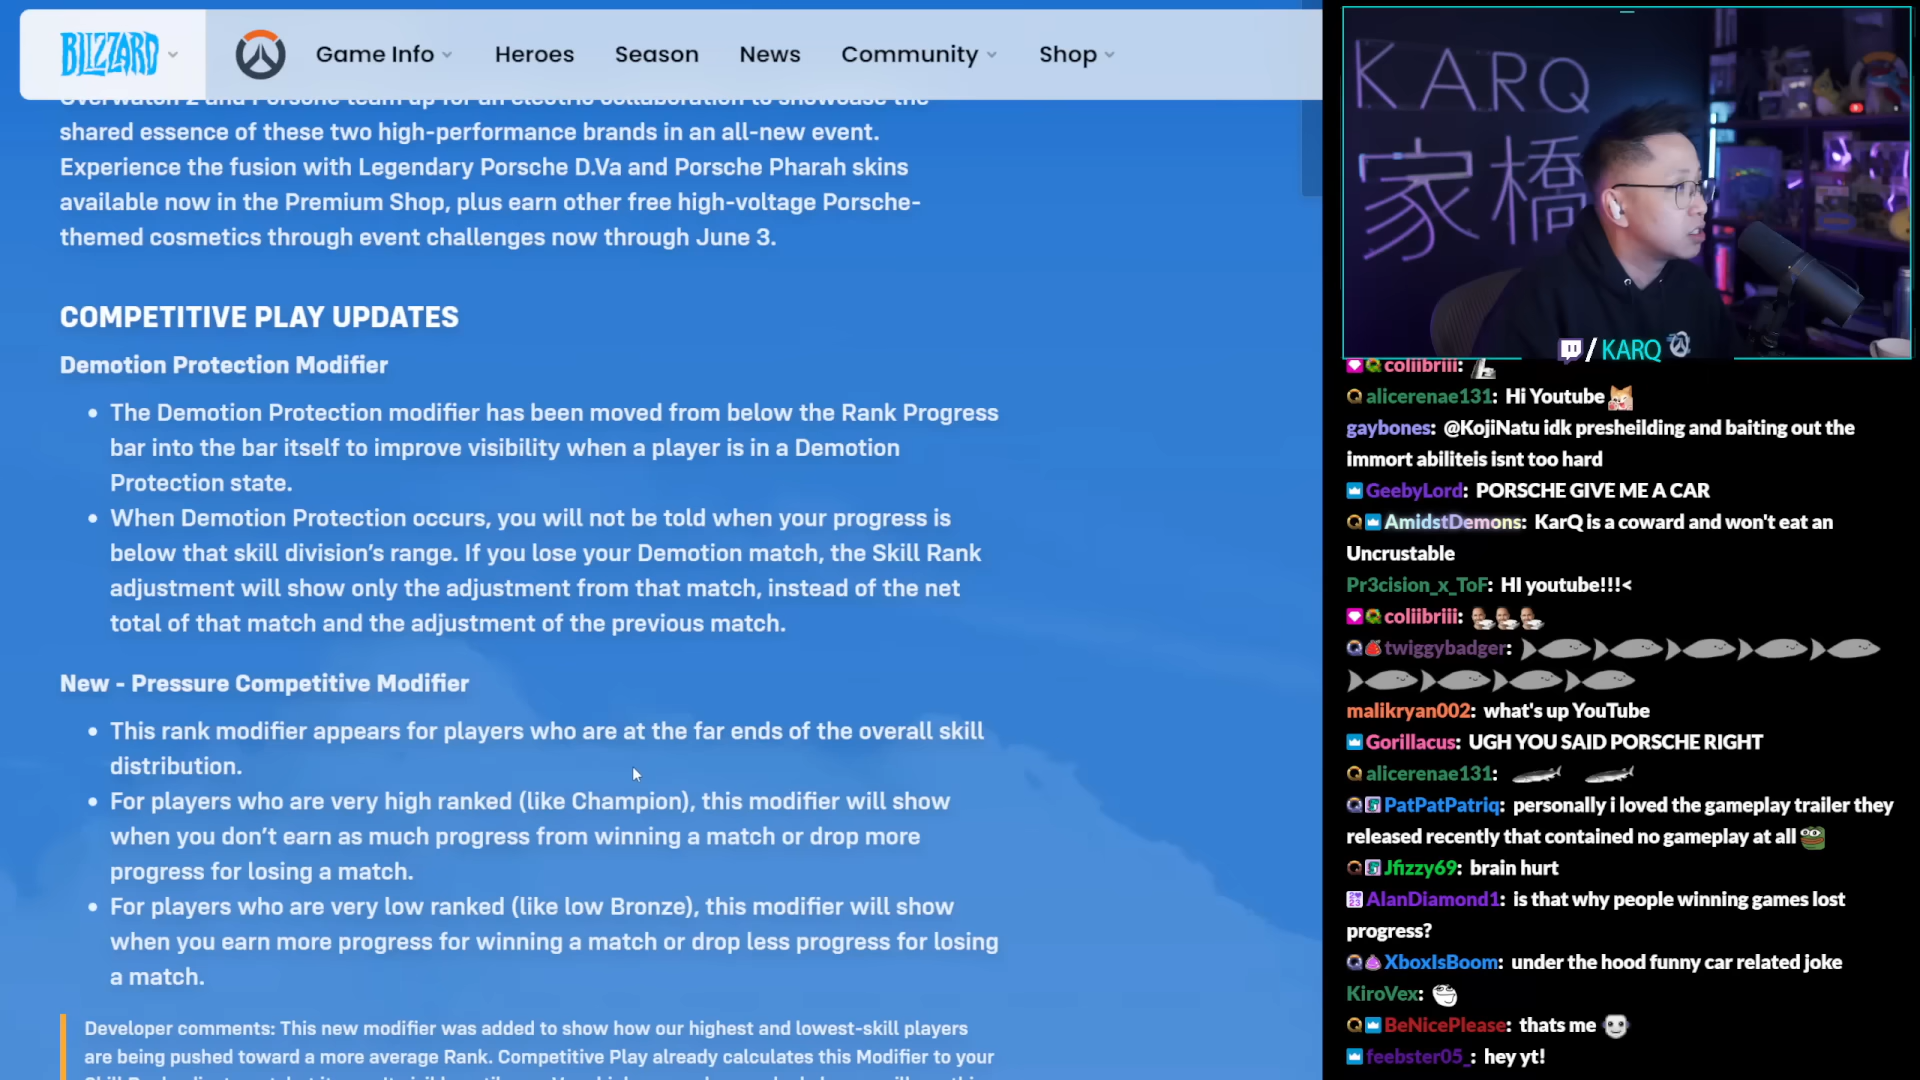 BLIZZARD
Game Info
Heroes
Season
News
Community
Shop
Overwatch 2 and Porsche team up for an electric collaboration to showcase the
shared essence of these two high-performance brands in an all-new event.
Experience the fusion with Legendary Porsche D.Va and Porsche Pharah skins
available now in the Premium Shop, plus earn other free high-voltage Porsche-
themed cosmetics through event challenges now through June 3.
COMPETITIVE PLAY UPDATES
Demotion Protection Modifier
• The Demotion Protection modifier has been moved from below the Rank Progress
bar into the bar itself to improve visibility when a player is in a Demotion
Protection state.
• When Demotion Protection occurs, you will not be told when your progress is
below that skill division's range. If you lose your Demotion match, the Skill Rank
adjustment will show only the adjustment from that match, instead of the net
total of that match and the adjustment of the previous match.
New - Pressure Competitive Modifier
• This rank modifier appears for players who are at the far ends of the overall skill
distribution.
• For players who are very high ranked (like Champion), this modifier will show
when you don't earn as much progress from winning a match or drop more
progress for losing a match.
• For players who are very low ranked (like low Bronze), this modifier will show
when you earn more progress for winning a match or drop less progress for losing
a match.
Developer comments: This new modifier was added to show how our highest and lowest-skill players
are being pushed toward a more average Rank. Competitive Play already calculates this Modifier to your
KARQ
家橋
/ KARQ
coliibriii:
alicerenae131: Hi Youtube
gaybones: @KojiNatu idk presheilding and baiting out the
immort abiliteis isnt too hard
GeebyLord: PORSCHE GIVE ME A CAR
AmidstDemons: KarQ is a coward and won't eat an
Uncrustable
Pr3cision_x_ToF: HI youtube!!!<
coliibriii:
twiggybadger:
malikryan002: what's up YouTube
Gorillacus: UGH YOU SAID PORSCHE RIGHT
alicerenae131:
PatPatPatriq: personally i loved the gameplay trailer they
released recently that contained no gameplay at all
Jfizzy69: brain hurt
AlanDiamond1: is that why people winning games lost
progress?
XboxIsBoom: under the hood funny car related joke
KiroVex:
BeNicePlease: thats me
feebster05_: hey yt!